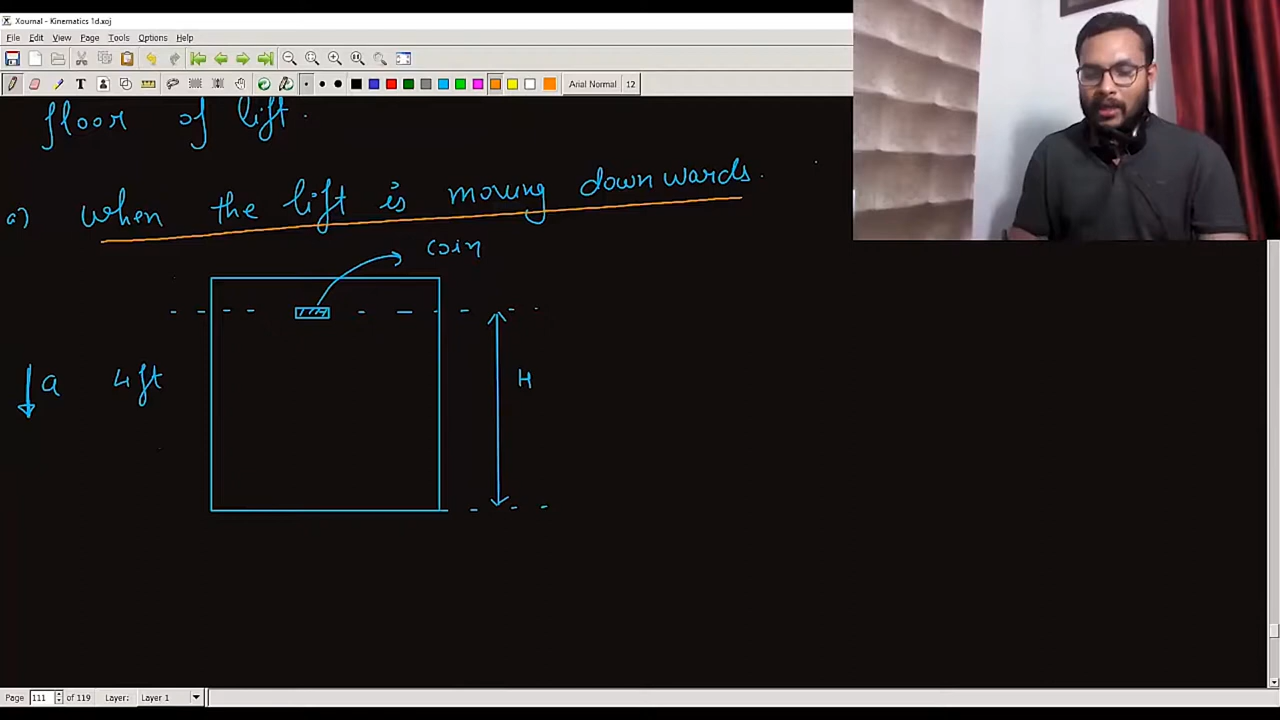 Xournal - Kinematics 1d.xoj
File Edit View Page Tools Options Help
Arial Normal 12
floor of lift.
a) when the lift is moving downwards.
coin
a Lift
H
Page 111 of 119 Layer: Layer 1